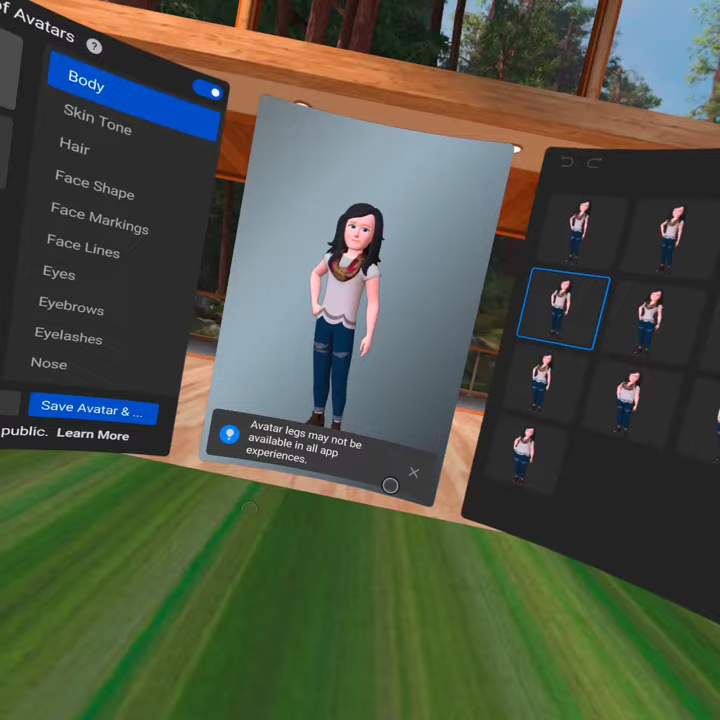 of Avatars ?
Body
Skin Tone
Hair
Face Shape
Face Markings
Face Lines
Eyes
Eyebrows
Eyelashes
Nose
Save Avatar & ...
public. Learn More
Avatar legs may not be
available in all app
experiences.